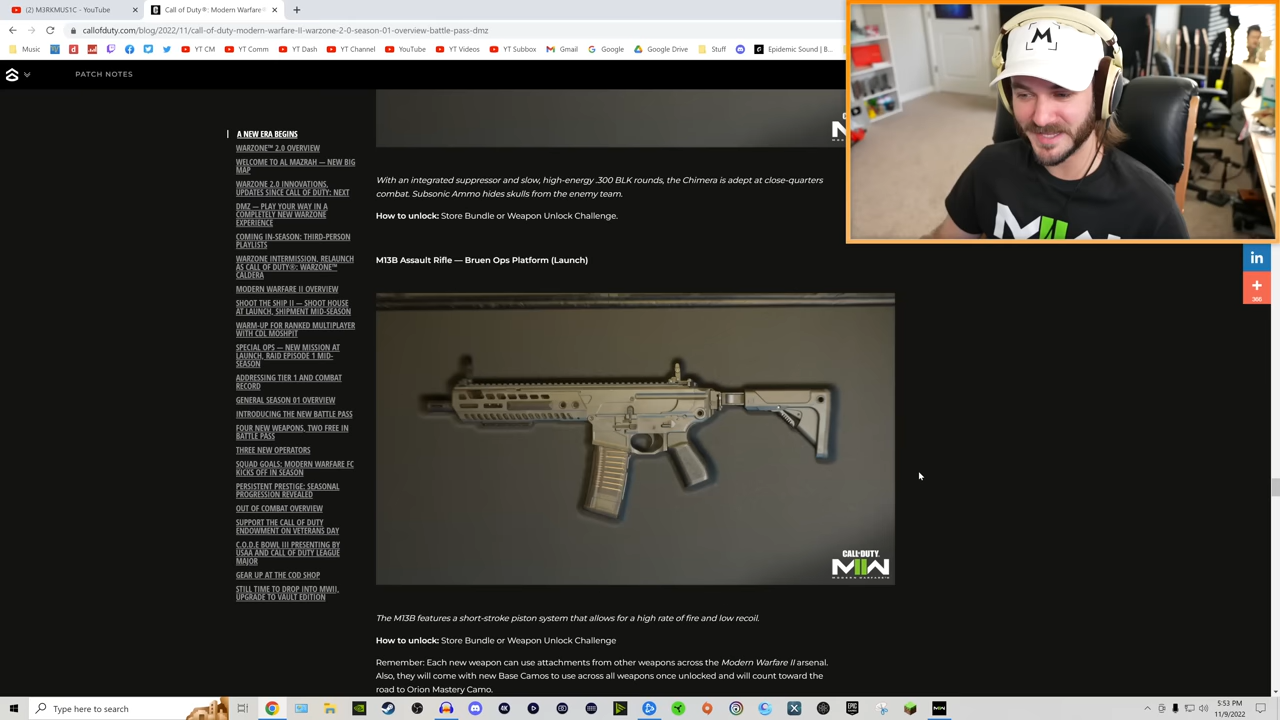 (2) M3RKMUS1C - YouTube
Call of Duty®: Modern Warfare®
callofduty.com/blog/2022/11/call-of-duty-modern-warfare-II-warzone-2-0-season-01-overview-battle-pass-dmz
Music
YT CM
YT Comm
YT Dash
YT Channel
YouTube
YT Videos
YT Subbox
Gmail
Google
Google Drive
Stuff
Epidemic Sound | B...
PATCH NOTES
A NEW ERA BEGINS
WARZONE™ 2.0 OVERVIEW
WELCOME TO AL MAZRAH — NEW BIG
MAP
WARZONE 2.0 INNOVATIONS,
UPDATES SINCE CALL OF DUTY: NEXT
DMZ — PLAY YOUR WAY IN A
COMPLETELY NEW WARZONE
EXPERIENCE
COMING IN-SEASON: THIRD-PERSON
PLAYLISTS
WARZONE INTERMISSION, RELAUNCH
AS CALL OF DUTY®: WARZONE™
CALDERA
MODERN WARFARE II OVERVIEW
SHOOT THE SHIP II — SHOOT HOUSE
AT LAUNCH, SHIPMENT MID-SEASON
WARM-UP FOR RANKED MULTIPLAYER
WITH CDL MOSHPIT
SPECIAL OPS — NEW MISSION AT
LAUNCH, RAID EPISODE 1 MID-
SEASON
ADDRESSING TIER 1 AND COMBAT
RECORD
GENERAL SEASON 01 OVERVIEW
INTRODUCING THE NEW BATTLE PASS
FOUR NEW WEAPONS, TWO FREE IN
BATTLE PASS
THREE NEW OPERATORS
SQUAD GOALS: MODERN WARFARE FC
KICKS OFF IN SEASON
PERSISTENT PRESTIGE: SEASONAL
PROGRESSION REVEALED
OUT OF COMBAT OVERVIEW
SUPPORT THE CALL OF DUTY
ENDOWMENT ON VETERANS DAY
C.O.D.E BOWL III PRESENTING BY
USAA AND CALL OF DUTY LEAGUE
MAJOR
GEAR UP AT THE COD SHOP
STILL TIME TO DROP INTO MWII,
UPGRADE TO VAULT EDITION
With an integrated suppressor and slow, high-energy .300 BLK rounds, the Chimera is adept at close-quarters
combat. Subsonic Ammo hides skulls from the enemy team.
How to unlock: Store Bundle or Weapon Unlock Challenge.
M13B Assault Rifle — Bruen Ops Platform (Launch)
CALL OF DUTY
MWII
MODERN WARFARE
The M13B features a short-stroke piston system that allows for a high rate of fire and low recoil.
How to unlock: Store Bundle or Weapon Unlock Challenge
Remember: Each new weapon can use attachments from other weapons across the Modern Warfare II arsenal.
Also, they will come with new Base Camos to use across all weapons once unlocked and will count toward the
road to Orion Mastery Camo.
in
366
M
Type here to search
5:53 PM
11/9/2022